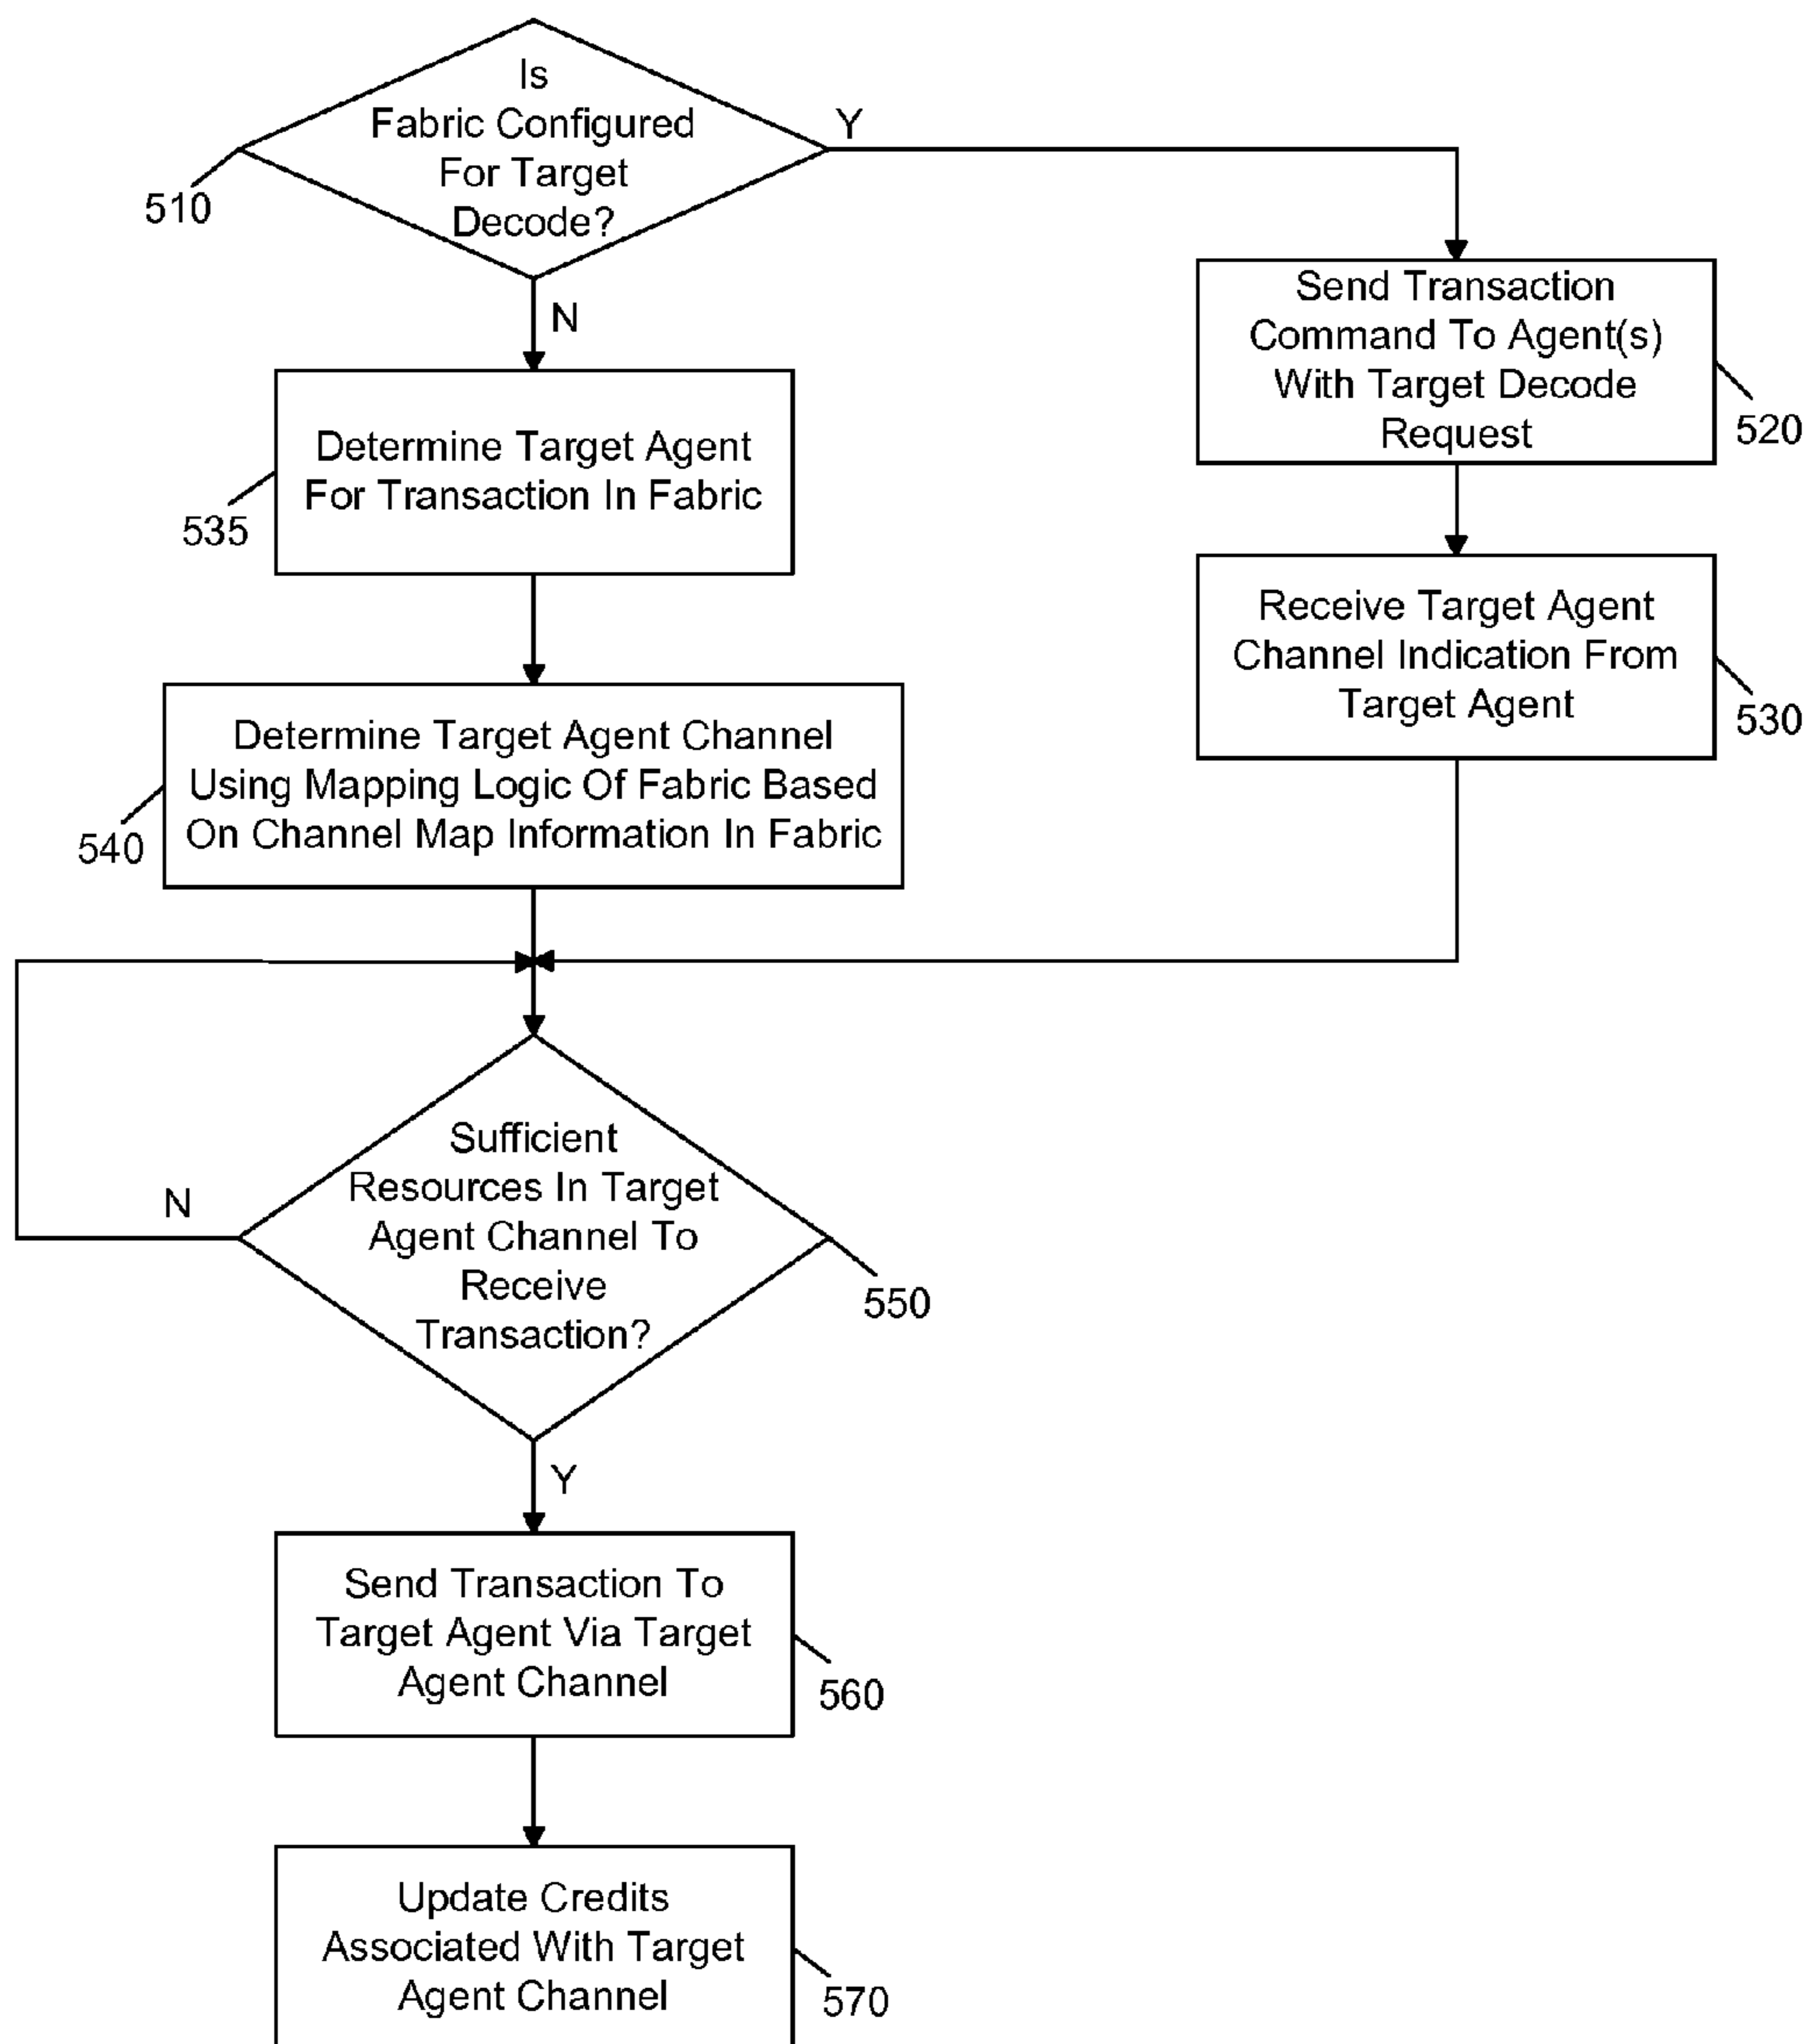 Is
Fabric Configured
For Target
Decode?
510
Y
N
Send Transaction
Command To Agent(s)
With Target Decode
Request
520
Determine Target Agent
For Transaction In Fabric
535
Receive Target Agent
Channel Indication From
Target Agent
530
Determine Target Agent Channel
Using Mapping Logic Of Fabric Based
On Channel Map Information In Fabric
540
Sufficient
Resources In Target
Agent Channel To
Receive
Transaction?
N
550
Y
Send Transaction To
Target Agent Via Target
Agent Channel
560
Update Credits
Associated With Target
Agent Channel
570